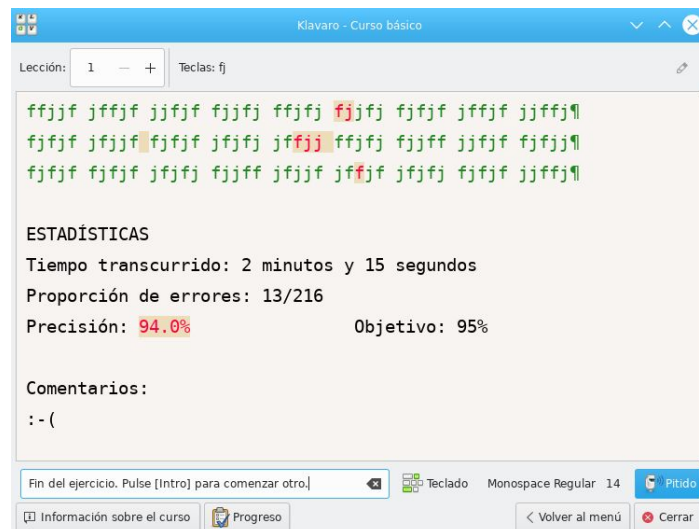 Klavaro - Curso básico
Lección: 1 − + Teclas: fj
ffjjf jffjf jjfjf fjjfj ffjfj fjjfj fjfjf jffjf jjffj¶
fjfjf jfjjf fjfjf jfjfj jffjj ffjfj fjjff jjfjf fjfjj¶
fjfjf fjfjf jfjfj fjjff jfjjf jffjf jfjfj fjfjf jjffj¶
ESTADÍSTICAS
Tiempo transcurrido: 2 minutos y 15 segundos
Proporción de errores: 13/216
Precisión: 94.0% Objetivo: 95%
Comentarios:
:-(
Fin del ejercicio. Pulse [Intro] para comenzar otro. Teclado Monospace Regular 14 Pitido
Información sobre el curso Progreso < Volver al menú Cerrar